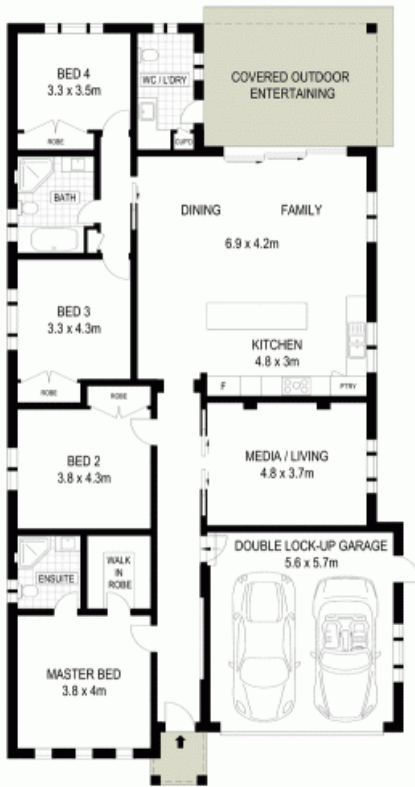 BED 4
3.3 x 3.5m
ROBE
WC / L'DRY
CUP'D
COVERED OUTDOOR
ENTERTAINING
BATH
DINING
FAMILY
6.9 x 4.2m
BED 3
3.3 x 4.3m
ROBE
KITCHEN
4.8 x 3m
F
PTRY
ROBE
BED 2
3.8 x 4.3m
MEDIA / LIVING
4.8 x 3.7m
ENSUITE
WALK
IN
ROBE
DOUBLE LOCK-UP GARAGE
5.6 x 5.7m
MASTER BED
3.8 x 4m